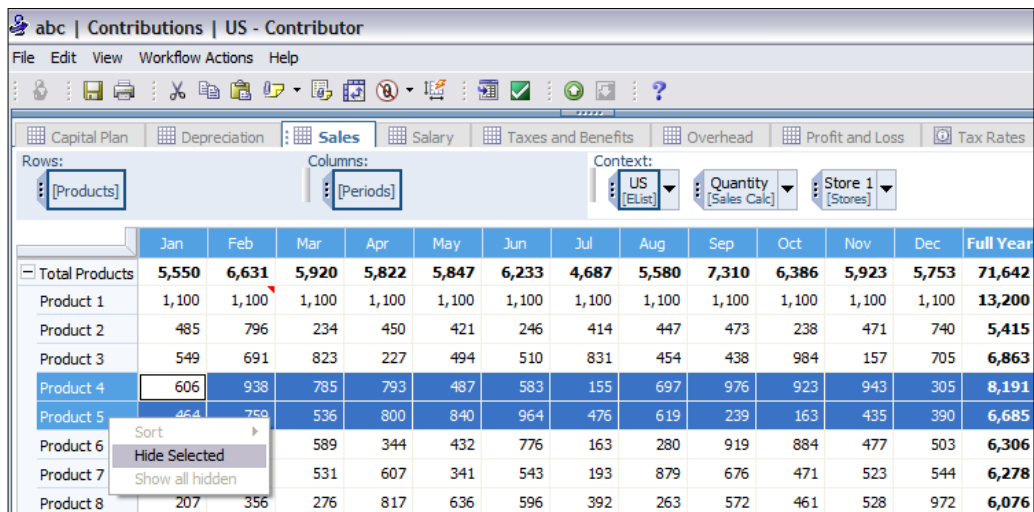 abc | Contributions | US - Contributor
File Edit View Workflow Actions Help
Capital Plan Depreciation Sales Salary Taxes and Benefits Overhead Profit and Loss Tax Rates
Rows: Columns: Context:
[Products] [Periods] US [EList] Quantity [Sales Calc] Store 1 [Stores]
Jan Feb Mar Apr May Jun Jul Aug Sep Oct Nov Dec Full Year
Total Products 5,550 6,631 5,920 5,822 5,847 6,233 4,687 5,580 7,310 6,386 5,923 5,753 71,642
Product 1 1,100 1,100 1,100 1,100 1,100 1,100 1,100 1,100 1,100 1,100 1,100 1,100 13,200
Product 2 485 796 234 450 421 246 414 447 473 238 471 740 5,415
Product 3 549 691 823 227 494 510 831 454 438 984 157 705 6,863
Product 4 606 938 785 793 487 583 155 697 976 923 943 305 8,191
Product 5 464 759 536 800 840 964 476 619 239 163 435 390 6,685
Sort
Product 6 589 344 432 776 163 280 919 884 477 503 6,306
Hide Selected
Product 7 531 607 341 543 193 879 676 471 523 544 6,278
Show all hidden
Product 8 207 356 276 817 636 596 392 263 572 461 528 972 6,076